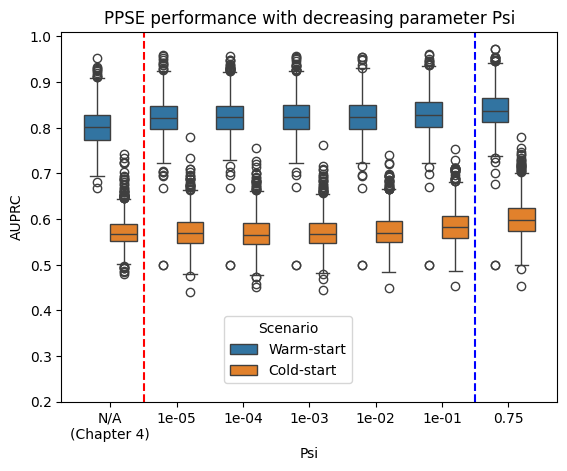 PPSE performance with decreasing parameter Psi
1.0
0.9
0.8
0.7
0.6
0.5
0.4
0.3
0.2
AUPRC
Scenario
Warm-start
Cold-start
N/A
(Chapter 4)
1e-05
1e-04
1e-03
1e-02
1e-01
0.75
Psi